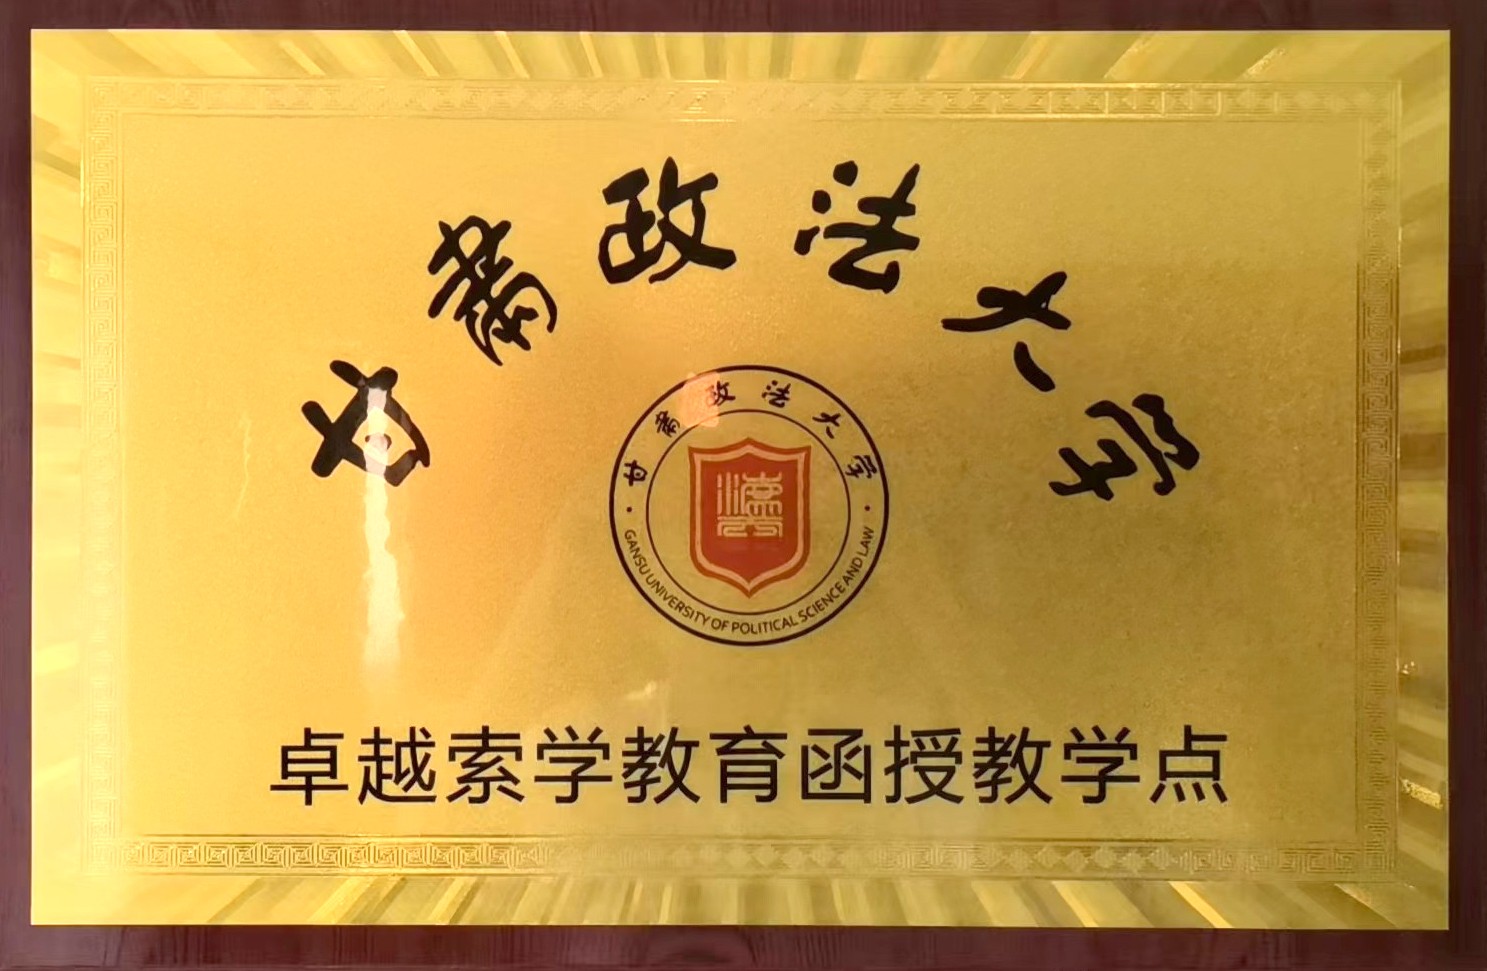 甘肃政法大学
甘肃政法大学
GANSU UNIVERSITY OF POLITICAL SCIENCE AND LAW
卓越索学教育函授教学点